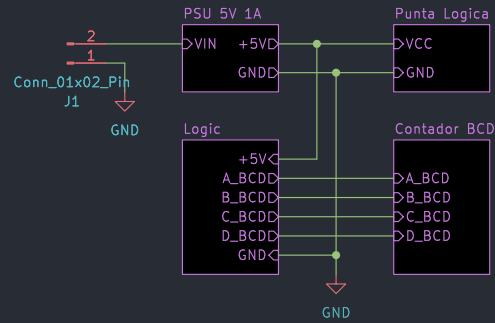 PSU 5V 1A
Punta Logica
2
VIN
+5V
VCC
1
GND
GND
Conn_01x02_Pin
J1
GND
Logic
Contador BCD
+5V
A_BCD
A_BCD
B_BCD
B_BCD
C_BCD
C_BCD
D_BCD
D_BCD
GND
GND